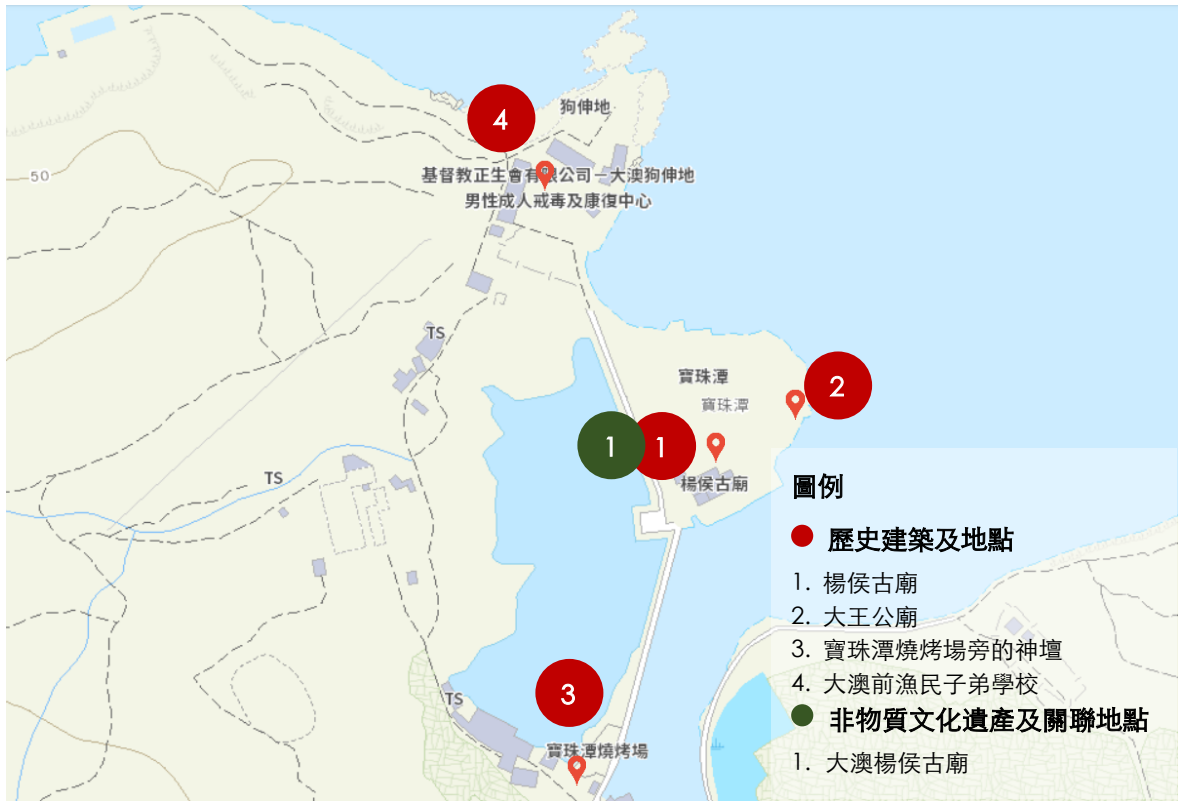 4
狗伸地
50
基督教正生會有限公司－大澳狗伸地
男性成人戒毒及康復中心
TS
寶珠潭
寶珠潭
2
1
1
楊侯古廟
TS
3
TS
寶珠潭燒烤場
圖例
歷史建築及地點
1. 楊侯古廟
2. 大王公廟
3. 寶珠潭燒烤場旁的神壇
4. 大澳前漁民子弟學校
非物質文化遺產及關聯地點
1. 大澳楊侯古廟